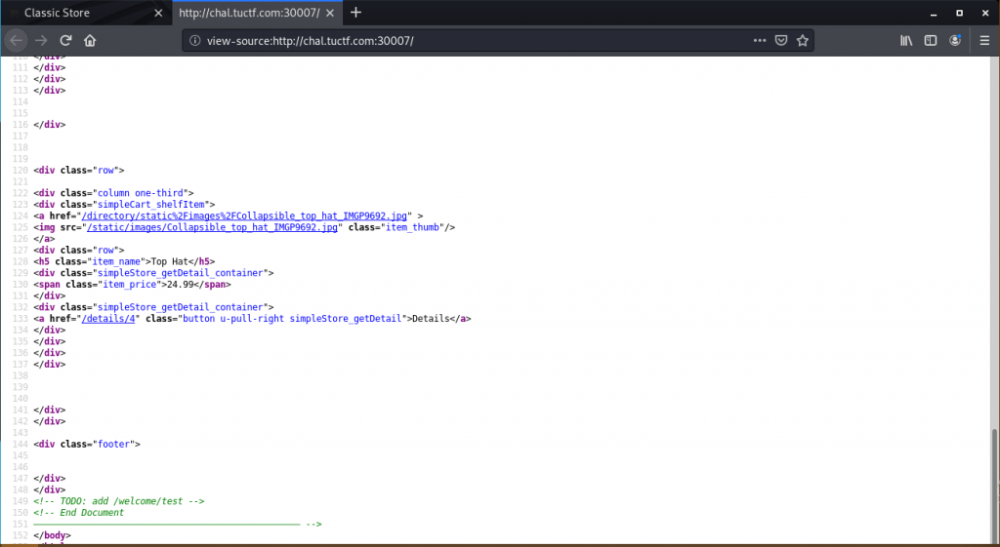 Classic Store
http://chal.tuctf.com:30007/
view-source:http://chal.tuctf.com:30007/
110 </div>
111 </div>
112 </div>
113 </div>
114
115
116 </div>
117
118
119
120 <div class="row">
121
122 <div class="column one-third">
123 <div class="simpleCart_shelfItem">
124 <a href="/directory/static%2Fimages%2FCollapsible_top_hat_IMGP9692.jpg" >
125 <img src="/static/images/Collapsible_top_hat_IMGP9692.jpg" class="item_thumb"/>
126 </a>
127 <div class="row">
128 <h5 class="item_name">Top Hat</h5>
129 <div class="simpleStore_getDetail_container">
130 <span class="item_price">24.99</span>
131 </div>
132 <div class="simpleStore_getDetail_container">
133 <a href="/details/4" class="button u-pull-right simpleStore_getDetail">Details</a>
134 </div>
135 </div>
136 </div>
137 </div>
138
139
140
141 </div>
142 </div>
143
144 <div class="footer">
145
146
147 </div>
148 </div>
149 <!-- TODO: add /welcome/test -->
150 <!-- End Document
151 –––––––––––––––––––––––––––––––––––––––––––––––––– -->
152 </body>